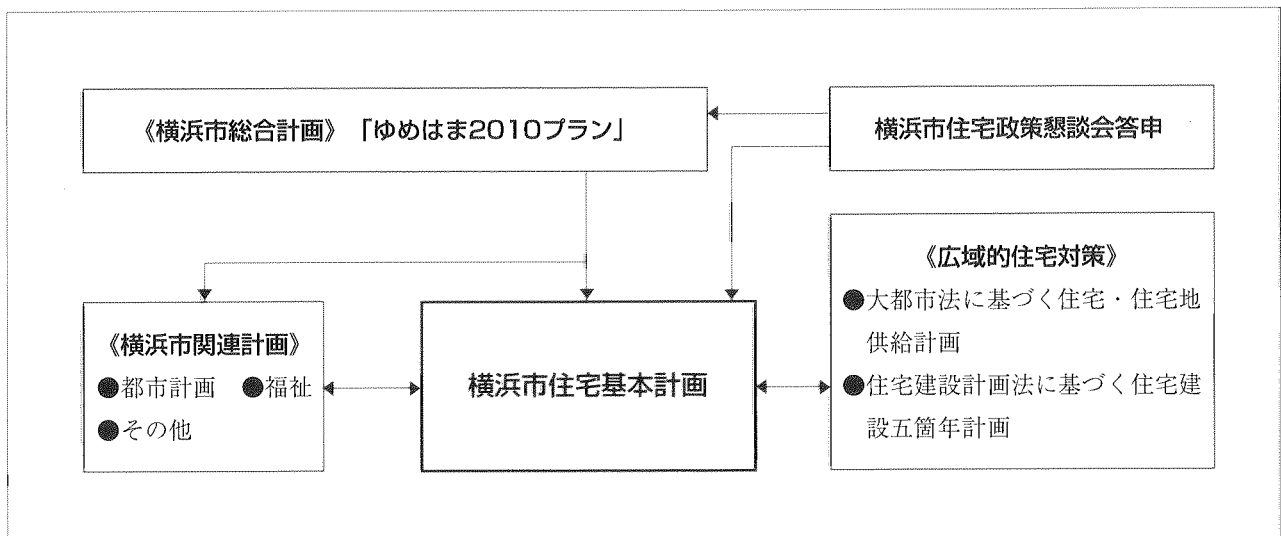 《横浜市総合計画》「ゆめはま2010プラン」
横浜市住宅政策懇談会答申
《横浜市関連計画》
●都市計画　●福祉
●その他
横浜市住宅基本計画
《広域的住宅対策》
●大都市法に基づく住宅・住宅地
供給計画
●住宅建設計画法に基づく住宅建
設五箇年計画